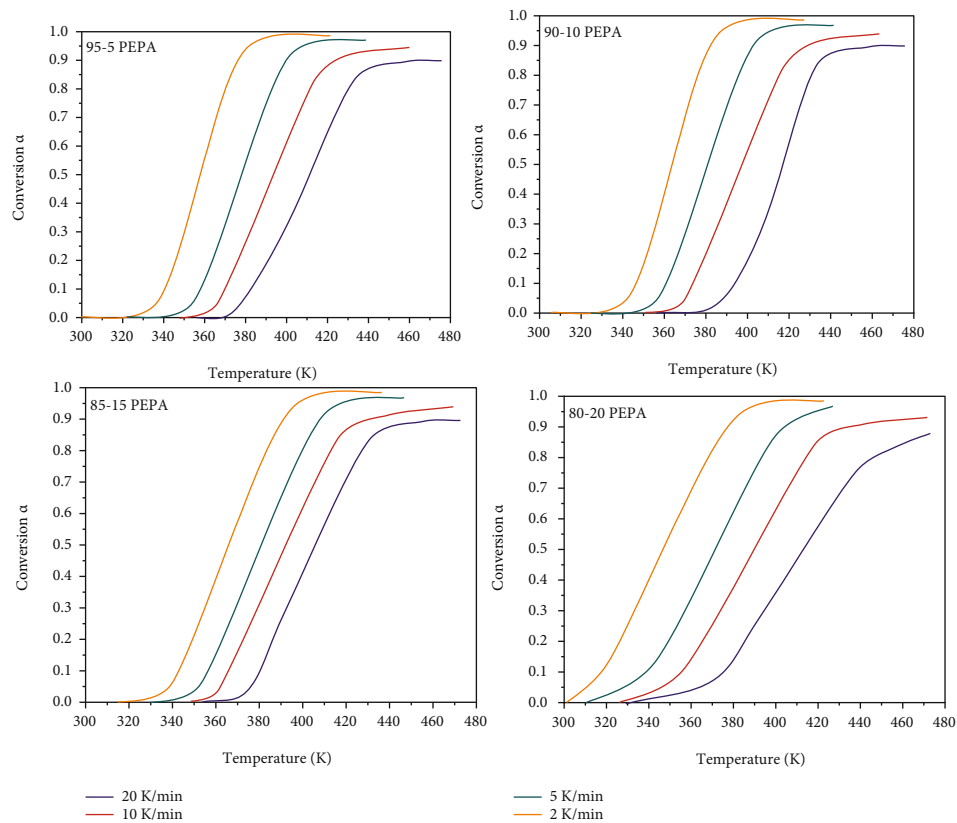 95-5 PEPA
Conversion α
1.0
0.9
0.8
0.7
0.6
0.5
0.4
0.3
0.2
0.1
0.0
300 320 340 360 380 400 420 440 460 480
Temperature (K)
90-10 PEPA
Conversion α
1.0
0.9
0.8
0.7
0.6
0.5
0.4
0.3
0.2
0.1
0.0
300 320 340 360 380 400 420 440 460 480
Temperature (K)
85-15 PEPA
Conversion α
1.0
0.9
0.8
0.7
0.6
0.5
0.4
0.3
0.2
0.1
0.0
300 320 340 360 380 400 420 440 460 480
Temperature (K)
80-20 PEPA
Conversion α
1.0
0.9
0.8
0.7
0.6
0.5
0.4
0.3
0.2
0.1
0.0
300 320 340 360 380 400 420 440 460 480
Temperature (K)
20 K/min
10 K/min
5 K/min
2 K/min